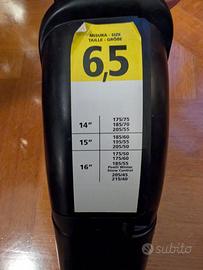 MISURA - SIZE
TAILLE - GRÖßE
6,5
14" 175/75
185/70
205/55
15" 185/60
195/55
205/50
16" 175/50
175/60
185/55
Pirelli Winter
Snow Control
205/45
215/40
subito